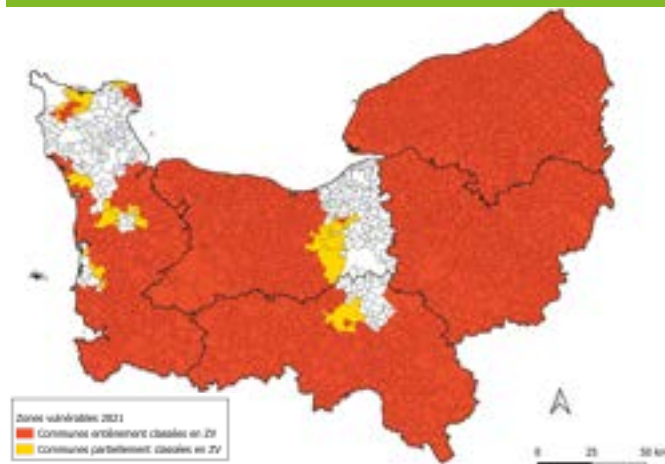 Zones vulnérables 2021
Communes entièrement classées en ZV
Communes partiellement classées en ZV
0 25 50 km